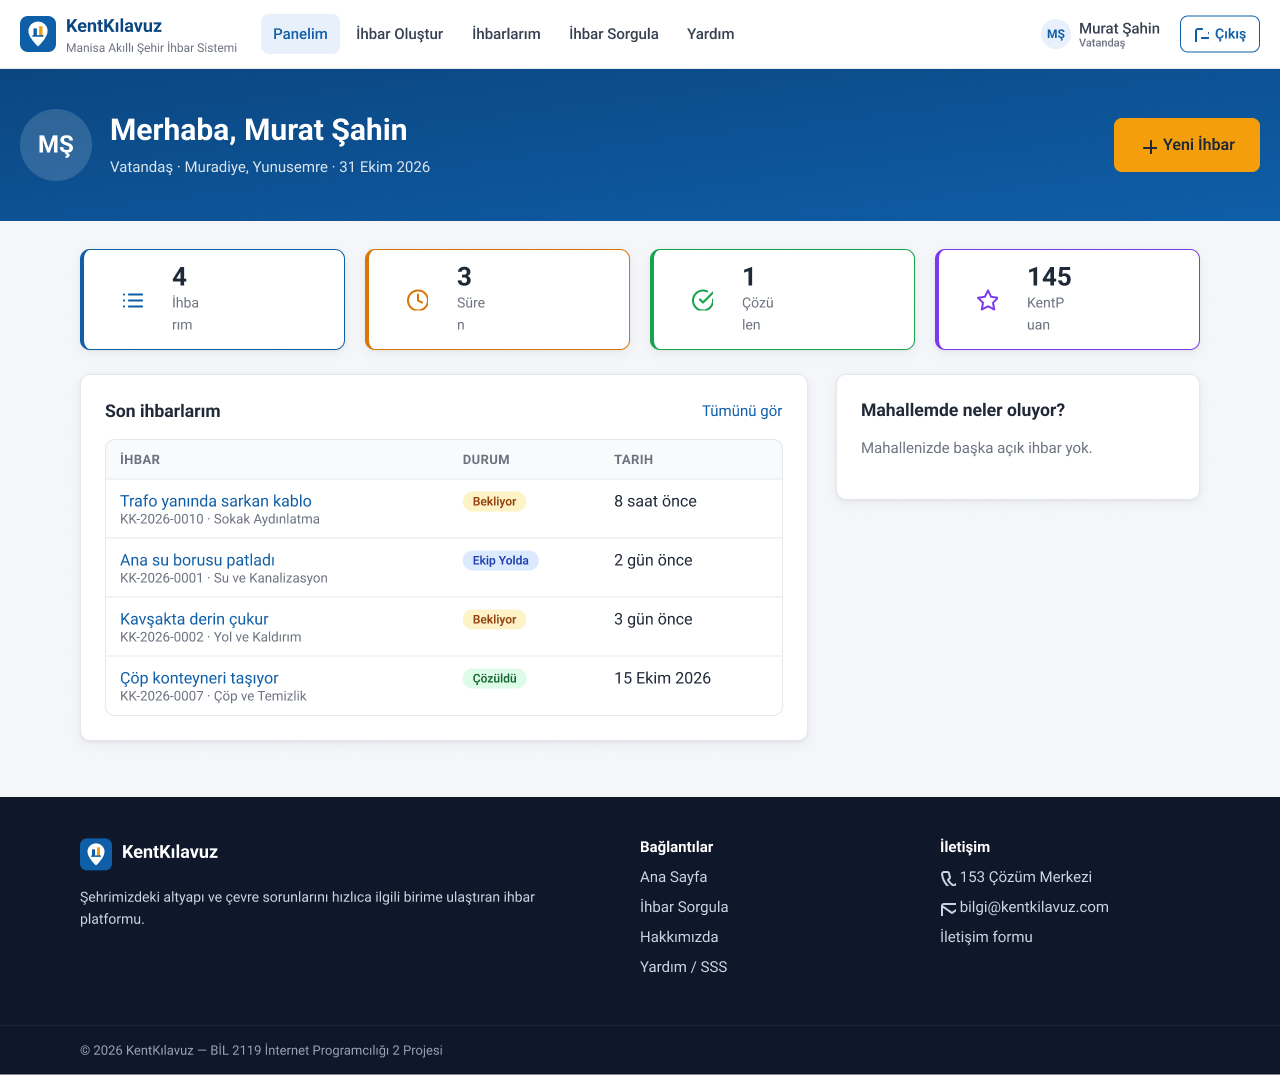 KentKılavuz
Manisa Akıllı Şehir İhbar Sistemi
Panelim
İhbar Oluştur
İhbarlarım
İhbar Sorgula
Yardım
MŞ
Murat Şahin
Vatandaş
Çıkış
MŞ
Merhaba, Murat Şahin
Vatandaş · Muradiye, Yunusemre · 31 Ekim 2026
Yeni İhbar
4
İhba
rım
3
Süre
n
1
Çözü
len
145
KentP
uan
Son ihbarlarım
Tümünü gör
İHBAR DURUM TARIH
Trafo yanında sarkan kablo Bekliyor 8 saat önce
KK-2026-0010 · Sokak Aydınlatma
Ana su borusu patladı Ekip Yolda 2 gün önce
KK-2026-0001 · Su ve Kanalizasyon
Kavşakta derin çukur Bekliyor 3 gün önce
KK-2026-0002 · Yol ve Kaldırım
Çöp konteyneri taşıyor Çözüldü 15 Ekim 2026
KK-2026-0007 · Çöp ve Temizlik
Mahallemde neler oluyor?
Mahallenizde başka açık ihbar yok.
KentKılavuz
Şehrimizdeki altyapı ve çevre sorunlarını hızlıca ilgili birime ulaştıran ihbar
platformu.
Bağlantılar
Ana Sayfa
İhbar Sorgula
Hakkımızda
Yardım / SSS
İletişim
153 Çözüm Merkezi
bilgi@kentkilavuz.com
İletişim formu
© 2026 KentKılavuz — BİL 2119 İnternet Programcılığı 2 Projesi